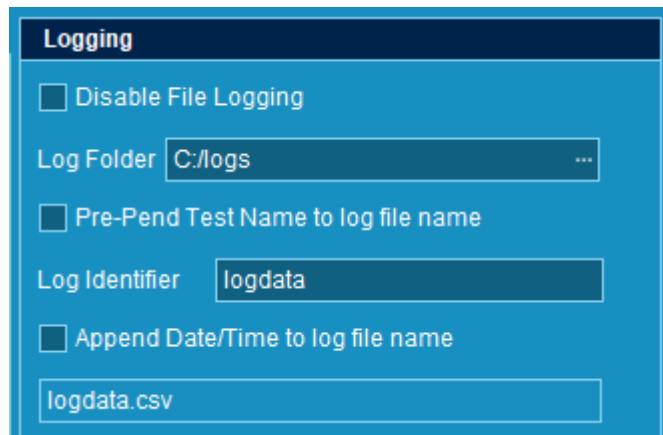 Logging
Disable File Logging
Log Folder C:/logs ...
Pre-Pend Test Name to log file name
Log Identifier logdata
Append Date/Time to log file name
logdata.csv